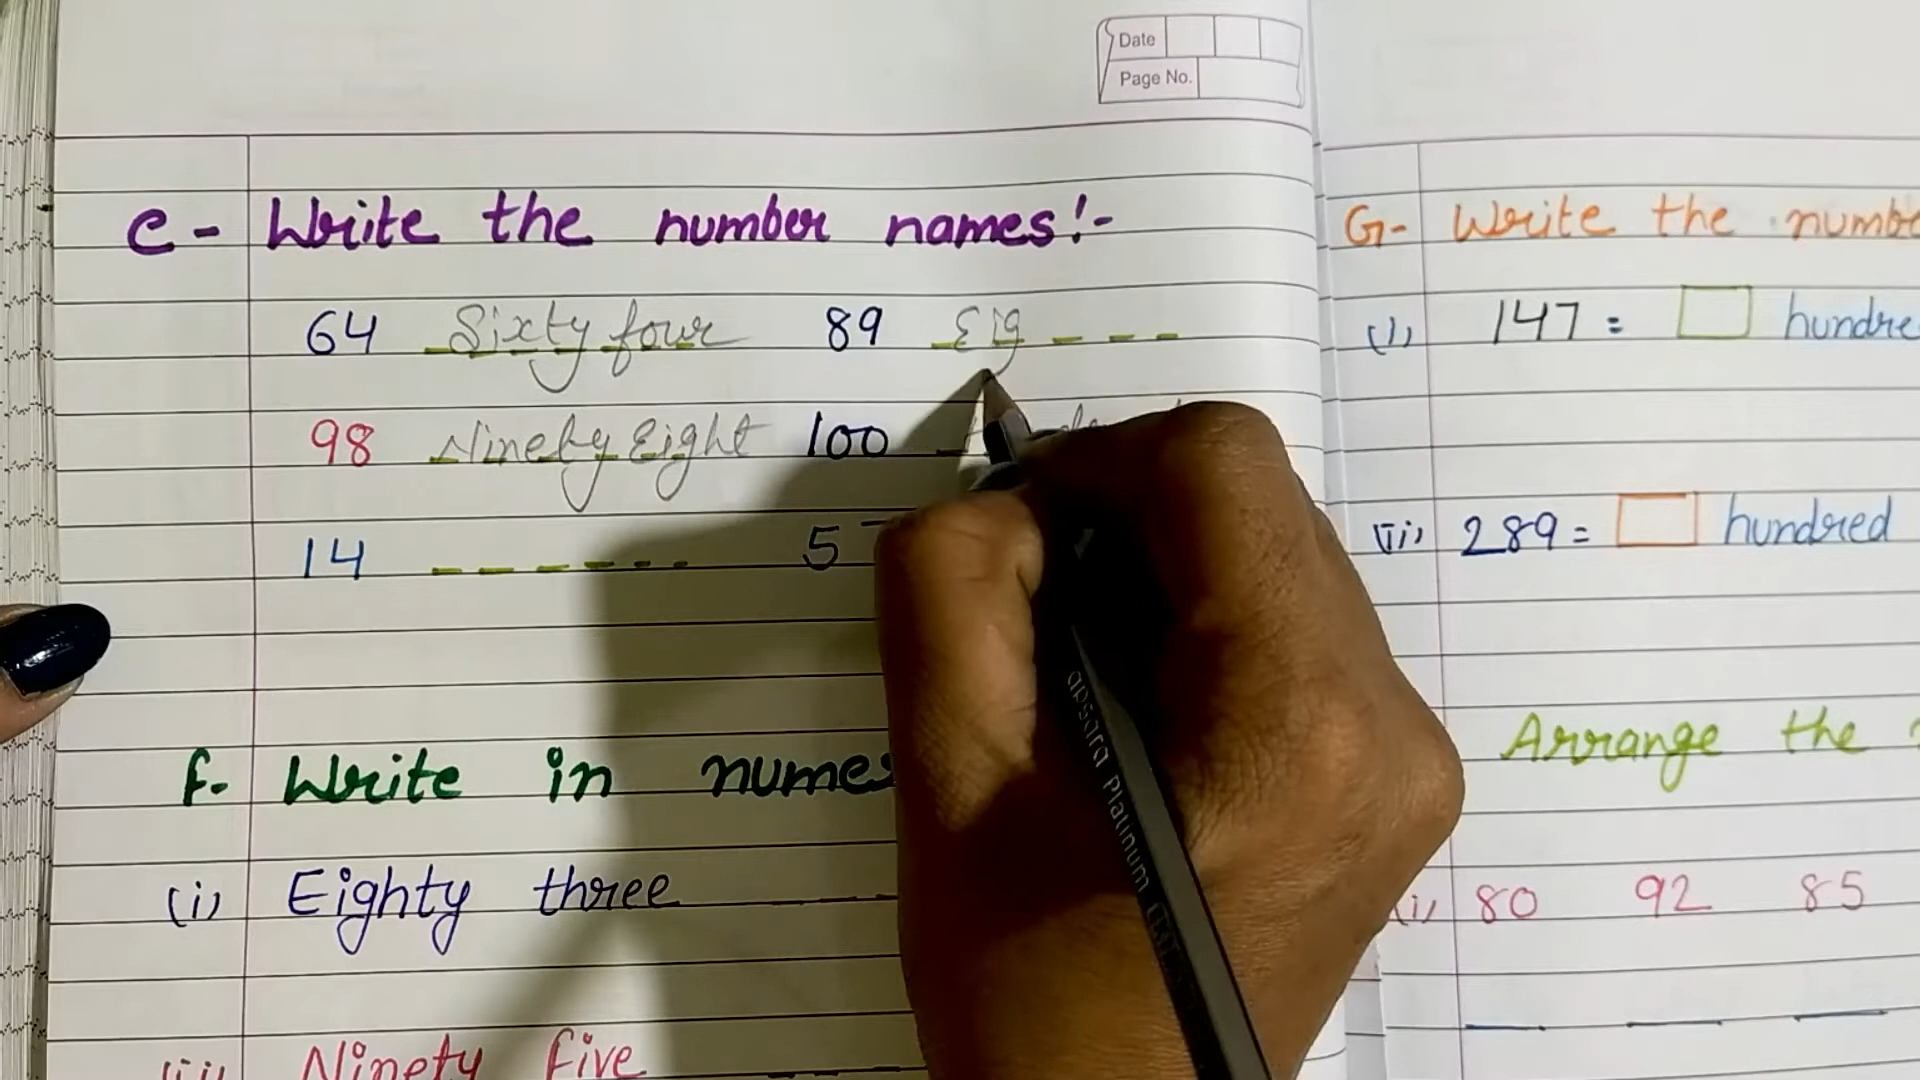 Date
Page No.
e- Write the number names!-
64 Sixty four 89 Eig
98 Ninety Eight 100
14 5
f. Write in
(i) Eighty three
(ii) Ninety five
G- Write the
(i) 147 = hundre
(ii) 289 = hundred
Arrange the
(i) 80 92 85
apsara Platinum